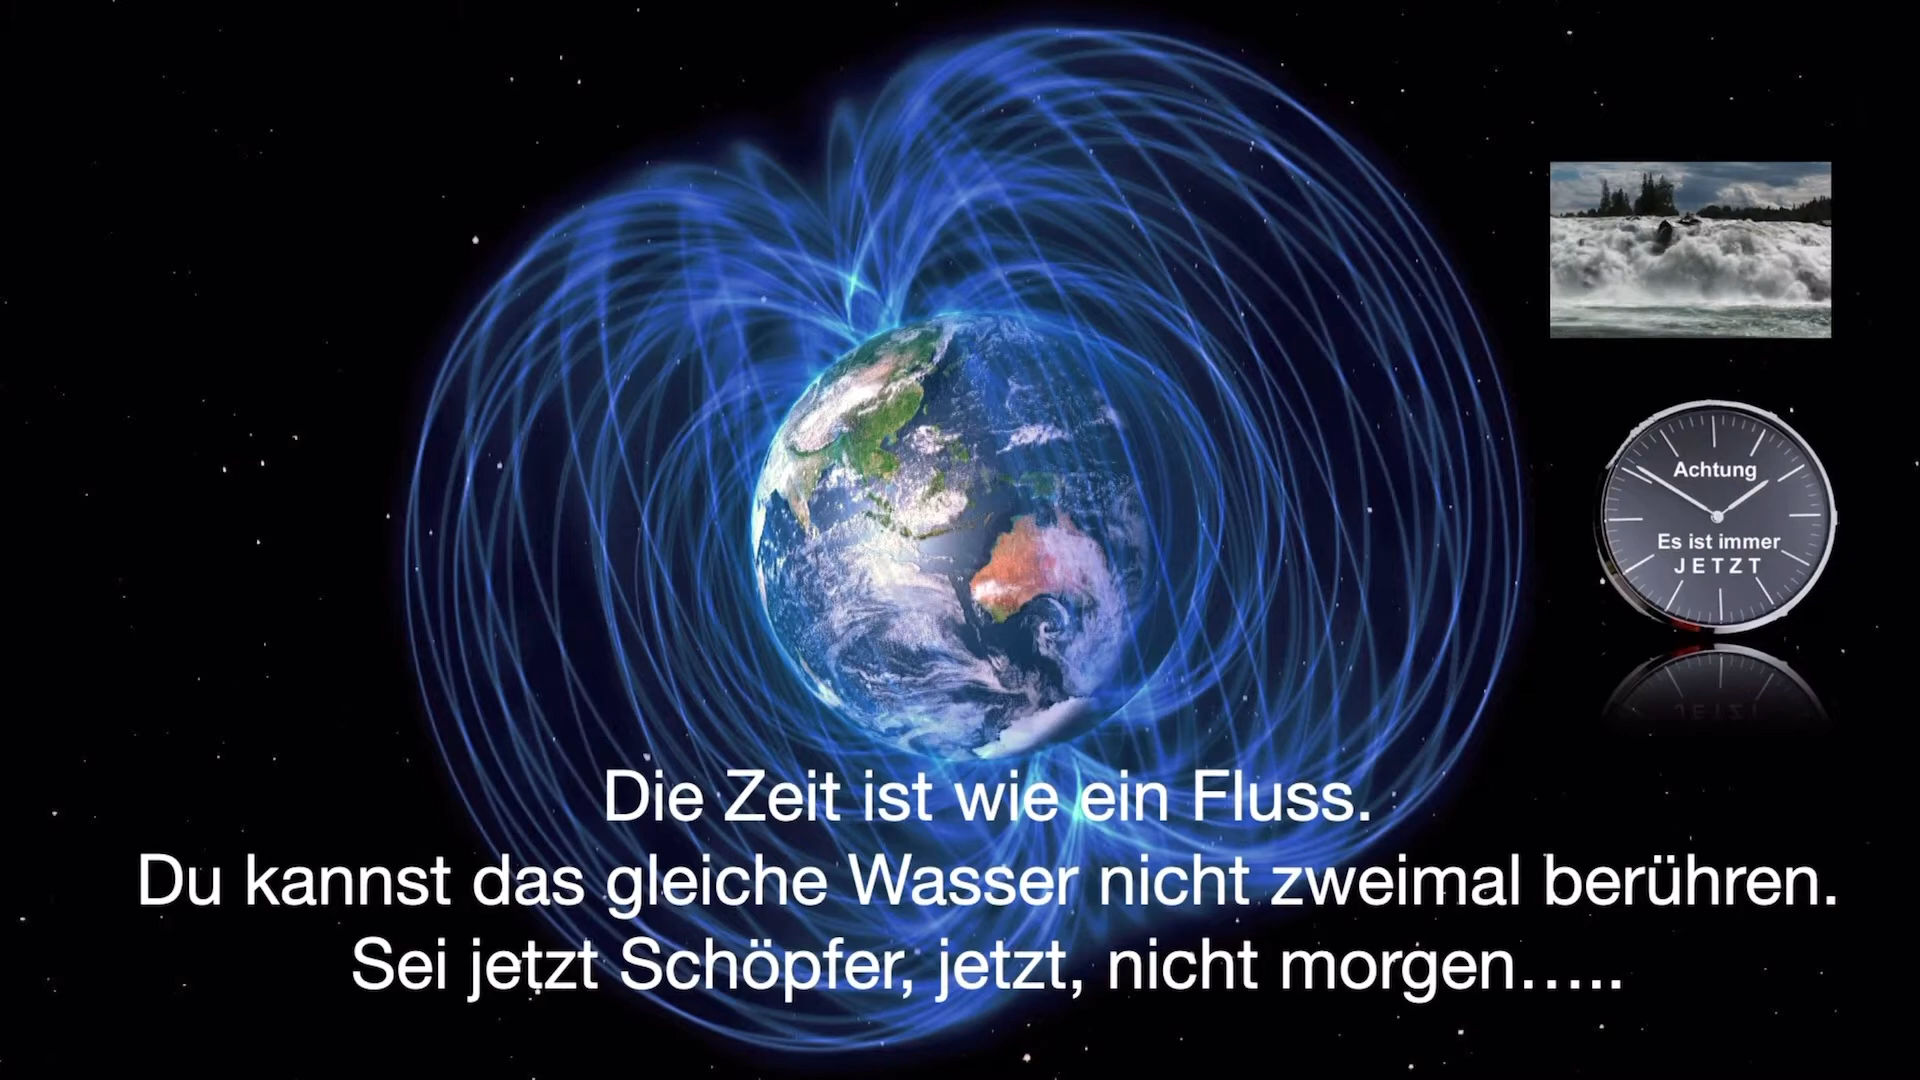 Achtung
Es ist immer
JETZT
Die Zeit ist wie ein Fluss.
Du kannst das gleiche Wasser nicht zweimal berühren.
Sei jetzt Schöpfer, jetzt, nicht morgen.....